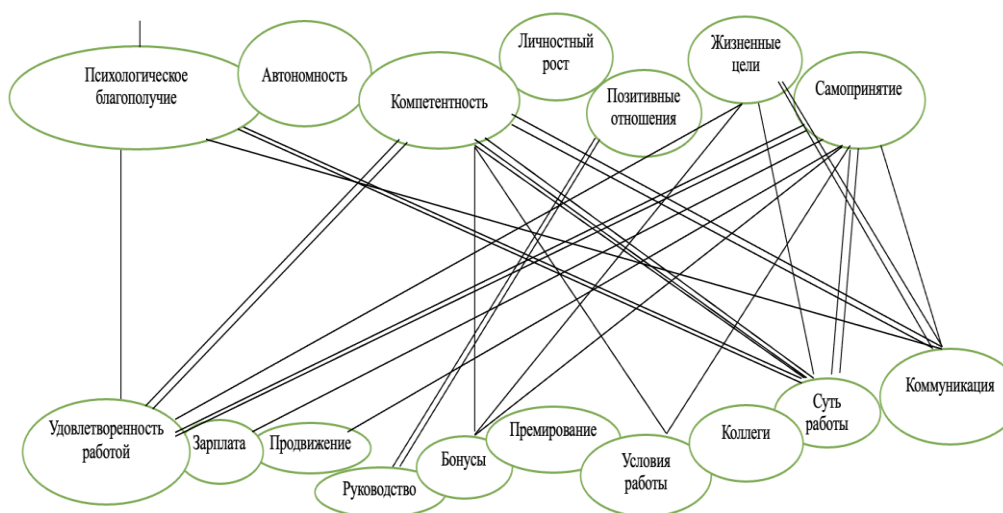 Психологическое
благополучие
Автономность
Компетентность
Личностный
рост
Позитивные
отношения
Жизненные
цели
Самопринятие
Удовлетворенность
работой
Зарплата
Продвижение
Руководство
Бонусы
Премирование
Условия
работы
Коллеги
Суть
работы
Коммуникация